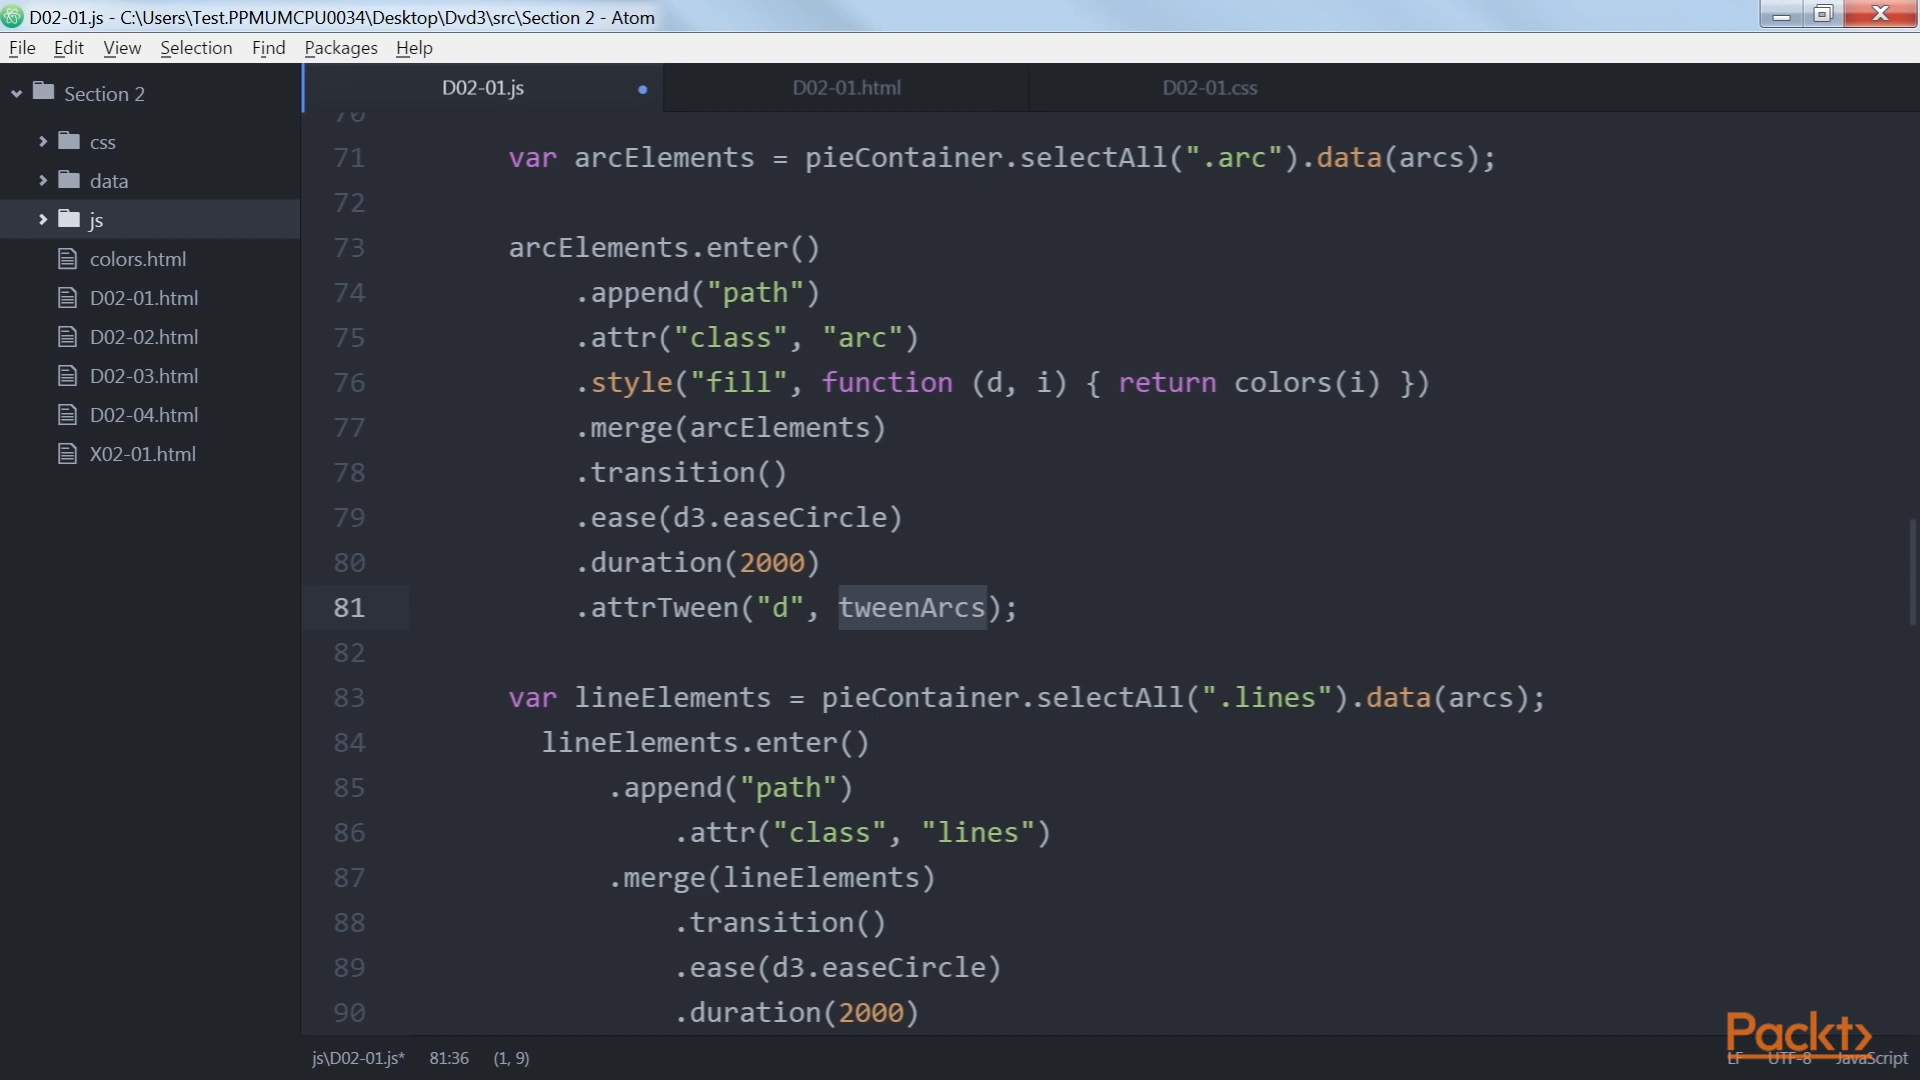 D02-01.js - C:\Users\Test.PPMUMCPU0034\Desktop\Dvd3\src\Section 2 - Atom
File Edit View Selection Find Packages Help
Section 2
css
data
js
colors.html
D02-01.html
D02-02.html
D02-03.html
D02-04.html
X02-01.html
D02-01.js D02-01.html D02-01.css
70
71 var arcElements = pieContainer.selectAll(".arc").data(arcs);
72
73 arcElements.enter()
74 .append("path")
75 .attr("class", "arc")
76 .style("fill", function (d, i) { return colors(i) })
77 .merge(arcElements)
78 .transition()
79 .ease(d3.easeCircle)
80 .duration(2000)
81 .attrTween("d", tweenArcs);
82
83 var lineElements = pieContainer.selectAll(".lines").data(arcs);
84 lineElements.enter()
85 .append("path")
86 .attr("class", "lines")
87 .merge(lineElements)
88 .transition()
89 .ease(d3.easeCircle)
90 .duration(2000)
js\D02-01.js* 81:36 (1, 9) LF UTF-8 JavaScript
Packt>